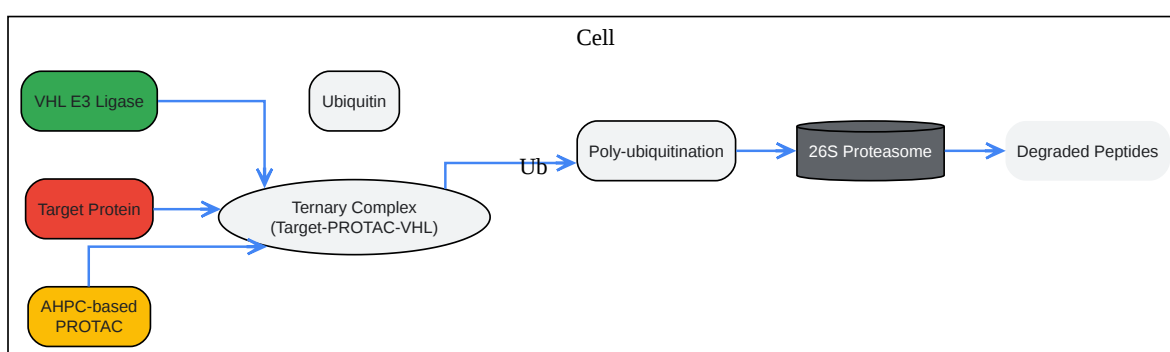 Cell
VHL E3 Ligase
Ubiquitin
Poly-ubiquitination
26S Proteasome
Degraded Peptides
Ub
Target Protein
Ternary Complex
(Target-PROTAC-VHL)
AHPC-based
PROTAC